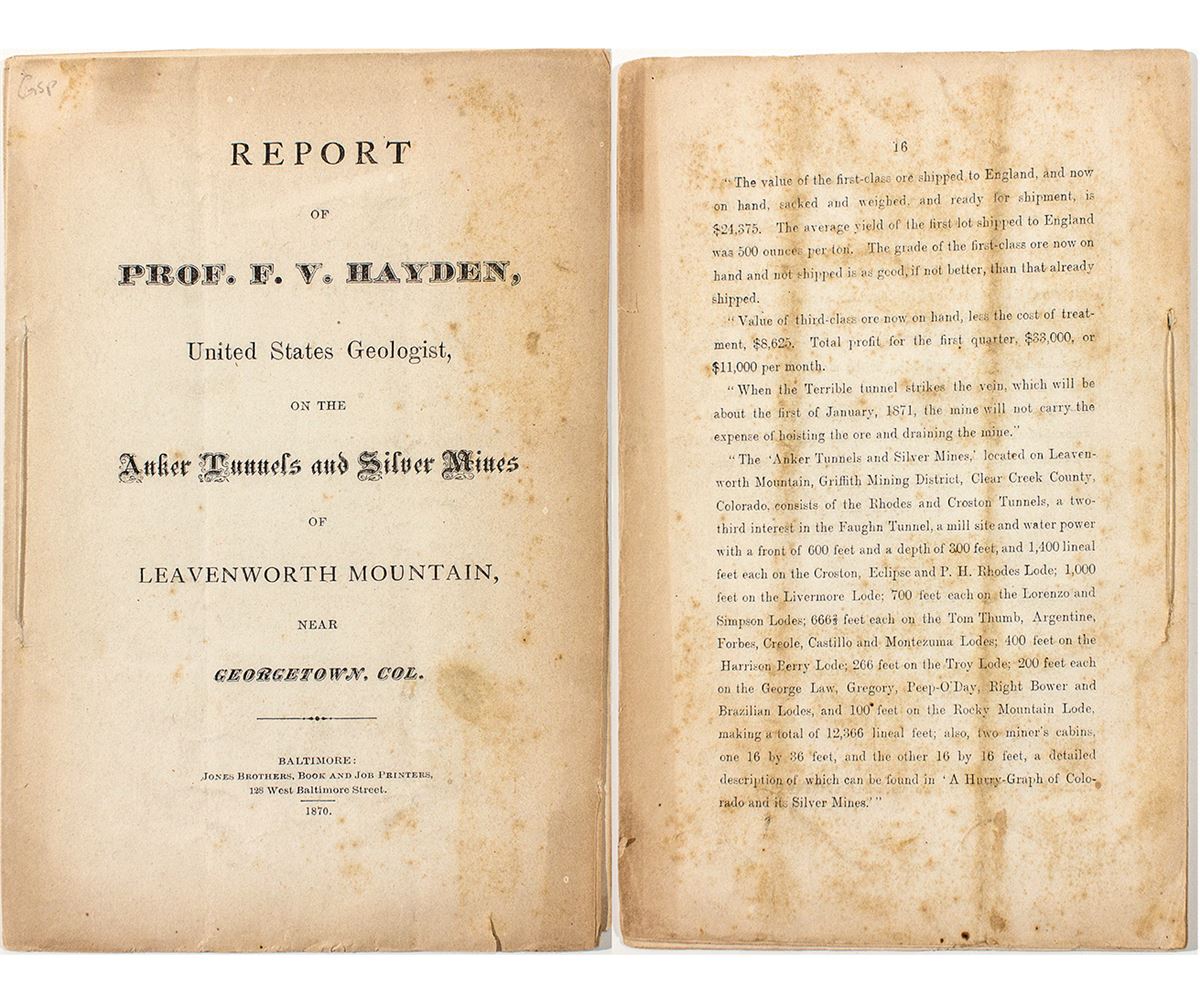 GSP
REPORT
OF
PROF. F. V. HAYDEN,
United States Geologist,
ON THE
Anker Tunnels and Silver Mines
OF
LEAVENWORTH MOUNTAIN,
NEAR
GEORGETOWN, COL.
BALTIMORE:
JONES BROTHERS, BOOK AND JOB PRINTERS,
128 West Baltimore Street.
1870.
16
"The value of the first-class ore shipped to England, and now
on hand, sacked and weighed, and ready for shipment, is
$24,375. The average yield of the first lot shipped to England
was 500 ounces per ton. The grade of the first-class ore now on
hand and not shipped is as good, if not better, than that already
shipped.
"Value of third-class ore now on hand, less the cost of treat-
ment, $8,625. Total profit for the first quarter, $33,000, or
$11,000 per month.
"When the Terrible tunnel strikes the vein, which will be
about the first of January, 1871, the mine will not carry the
expense of hoisting the ore and draining the mine."
"The 'Anker Tunnels and Silver Mines,' located on Leaven-
worth Mountain, Griffith Mining District, Clear Creek County,
Colorado, consists of the Rhodes and Croston Tunnels, a two-
third interest in the Faughn Tunnel, a mill site and water power
with a front of 600 feet and a depth of 300 feet, and 1,400 lineal
feet each on the Croston, Eclipse and P. H. Rhodes Lode; 1,000
feet on the Livermore Lode; 700 feet each on the Lorenzo and
Simpson Lodes; 666⅔ feet each on the Tom Thumb, Argentine,
Forbes, Creole, Castillo and Montezuma Lodes; 400 feet on the
Harrison Perry Lode; 266 feet on the Troy Lode; 200 feet each
on the George Law, Gregory, Peep-O'Day, Right Bower and
Brazilian Lodes, and 100 feet on the Rocky Mountain Lode,
making a total of 12,366 lineal feet; also, two miner's cabins,
one 16 by 36 feet, and the other 16 by 16 feet, a detailed
description of which can be found in 'A Hurry-Graph of Colo-
rado and its Silver Mines.'"